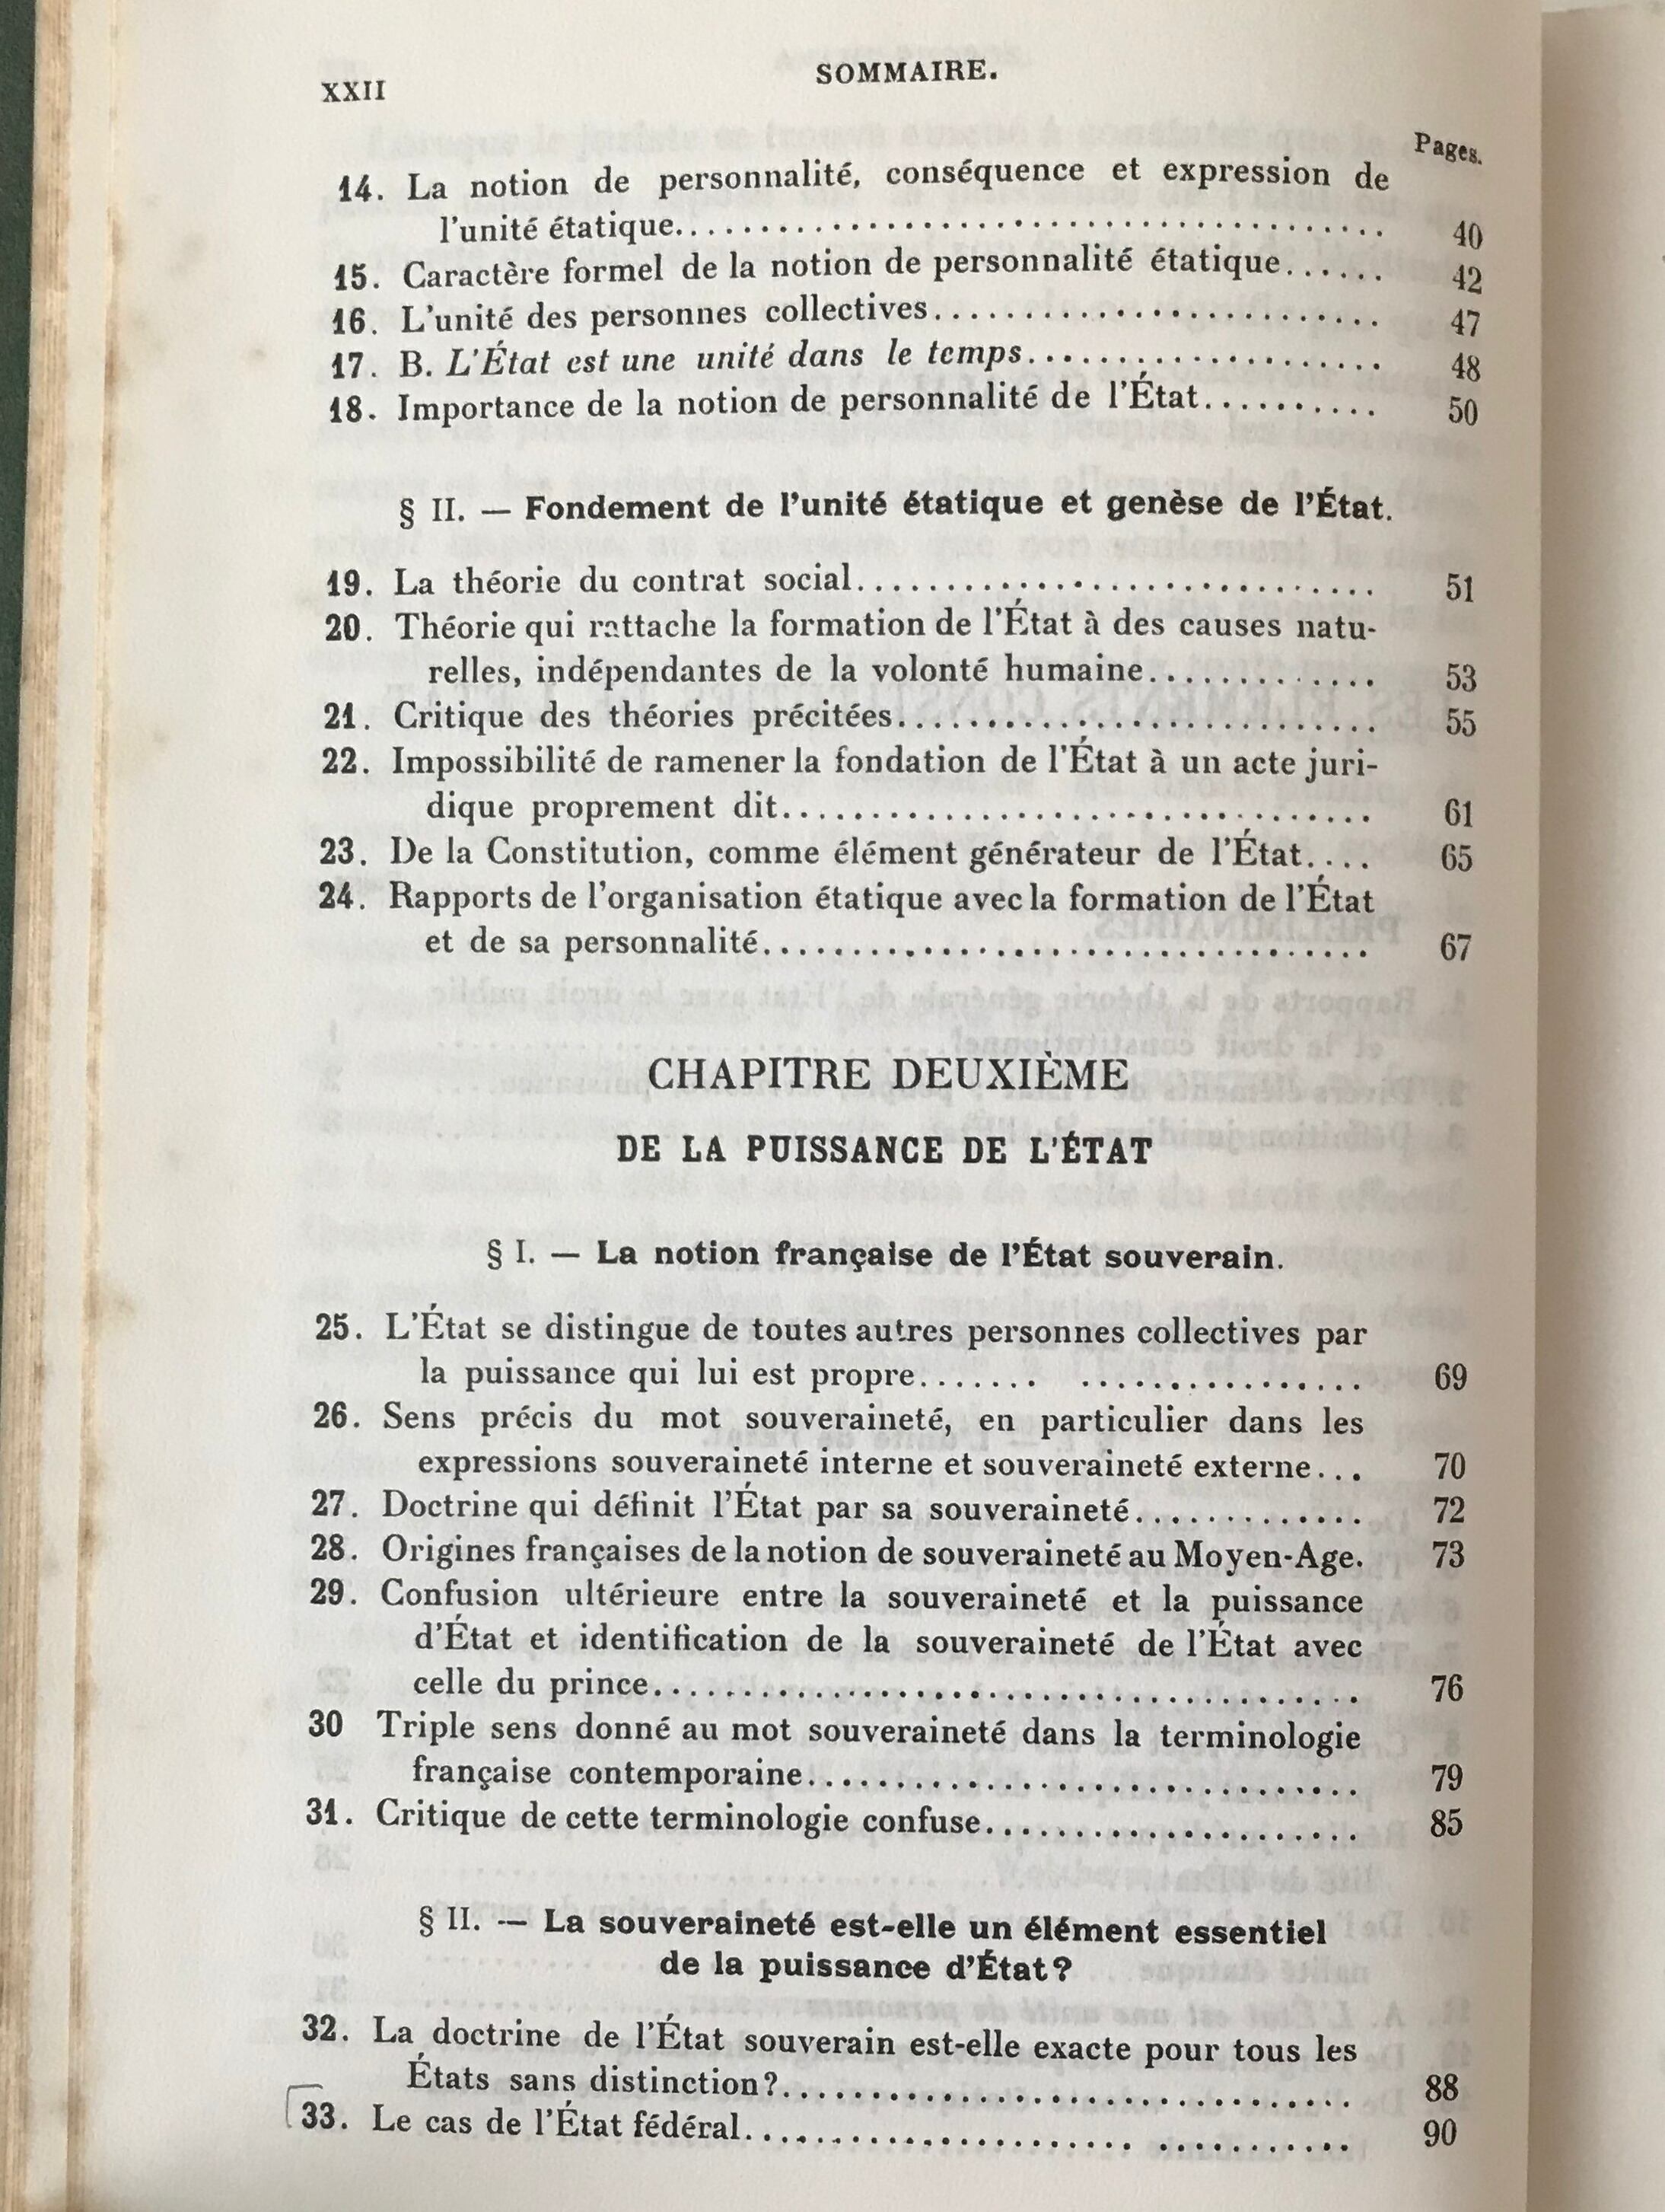 XXII
SOMMAIRE.
Pages.
14. La notion de personnalité, conséquence et expression de
l'unité étatique........................................ 40
15. Caractère formel de la notion de personnalité étatique...... 42
16. L'unité des personnes collectives......................... 47
17. B. L'État est une unité dans le temps.................... 48
18. Importance de la notion de personnalité de l'État.......... 50
§ II. — Fondement de l'unité étatique et genèse de l'État.
19. La théorie du contrat social............................. 51
20. Théorie qui rattache la formation de l'État à des causes natu-
relles, indépendantes de la volonté humaine............. 53
21. Critique des théories précitées........................... 55
22. Impossibilité de ramener la fondation de l'État à un acte juri-
dique proprement dit................................. 61
23. De la Constitution, comme élément générateur de l'État.... 65
24. Rapports de l'organisation étatique avec la formation de l'État
et de sa personnalité.................................. 67
CHAPITRE DEUXIÈME
DE LA PUISSANCE DE L'ÉTAT
§ I. — La notion française de l'État souverain.
25. L'État se distingue de toutes autres personnes collectives par
la puissance qui lui est propre....... ................ 69
26. Sens précis du mot souveraineté, en particulier dans les
expressions souveraineté interne et souveraineté externe... 70
27. Doctrine qui définit l'État par sa souveraineté............. 72
28. Origines françaises de la notion de souveraineté au Moyen-Age. 73
29. Confusion ultérieure entre la souveraineté et la puissance
d'État et identification de la souveraineté de l'État avec
celle du prince........................................ 76
30 Triple sens donné au mot souveraineté dans la terminologie
française contemporaine............................... 79
31. Critique de cette terminologie confuse..................... 85
§ II. — La souveraineté est-elle un élément essentiel
de la puissance d'État?
32. La doctrine de l'État souverain est-elle exacte pour tous les
États sans distinction?................................ 88
33. Le cas de l'État fédéral...................... ........... 90